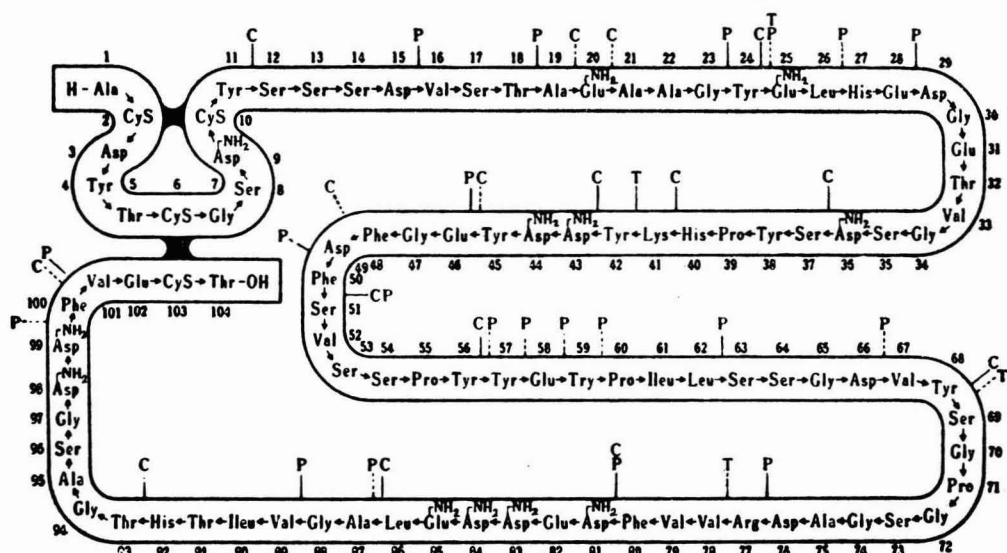 T
C P P C C P C P P P
1 11 12 13 14 15 16 17 18 19 20 21 22 23 24 25 26 27 28 29
NH2 NH2
H-Ala Tyr→Ser→Ser→Ser→Asp→Val→Ser→Thr→Ala→Glu→Ala→Ala→Gly→Tyr→Glu→Leu→His→Glu→Asp
2 CyS CyS 10 Gly 30
3 Asp NH2 Asp 9 Glu 31
4 Tyr 5 6 7 Ser 8 Thr 32
Thr→CyS→Gly Val 33
C P C C T C C
NH2 NH2 NH2
Asp Phe←Gly←Glu←Tyr←Asp←Asp←Tyr←Lys←His←Pro←Tyr←Ser←Asp←Ser←Gly
49 48 47 46 45 44 43 42 41 40 39 38 37 36 35 34
P
C P
Val→Glu→CyS→Thr-OH
100 Phe 101 102 103 104
P
Phe 50
Ser CP 51
Val 52
C P P P P P P
53 54 55 56 57 58 59 60 61 62 63 64 65 66 67 68 C T
Ser Ser→Pro→Tyr→Tyr→Glu→Try→Pro→Ileu→Leu→Ser→Ser→Gly→Asp→Val→Tyr
99 NH2 Asp
98 NH2 Asp
97 Gly Ser 69
96 Ser Gly 70
95 Ala Pro 71
C
C P P C P T P
NH2 NH2 NH2 NH2
Gly Thr←His←Thr←Ileu←Val←Gly←Ala←Leu←Glu←Asp←Asp←Glu←Asp←Phe←Val←Val←Arg←Asp←Ala←Gly←Ser←Gly
94 72